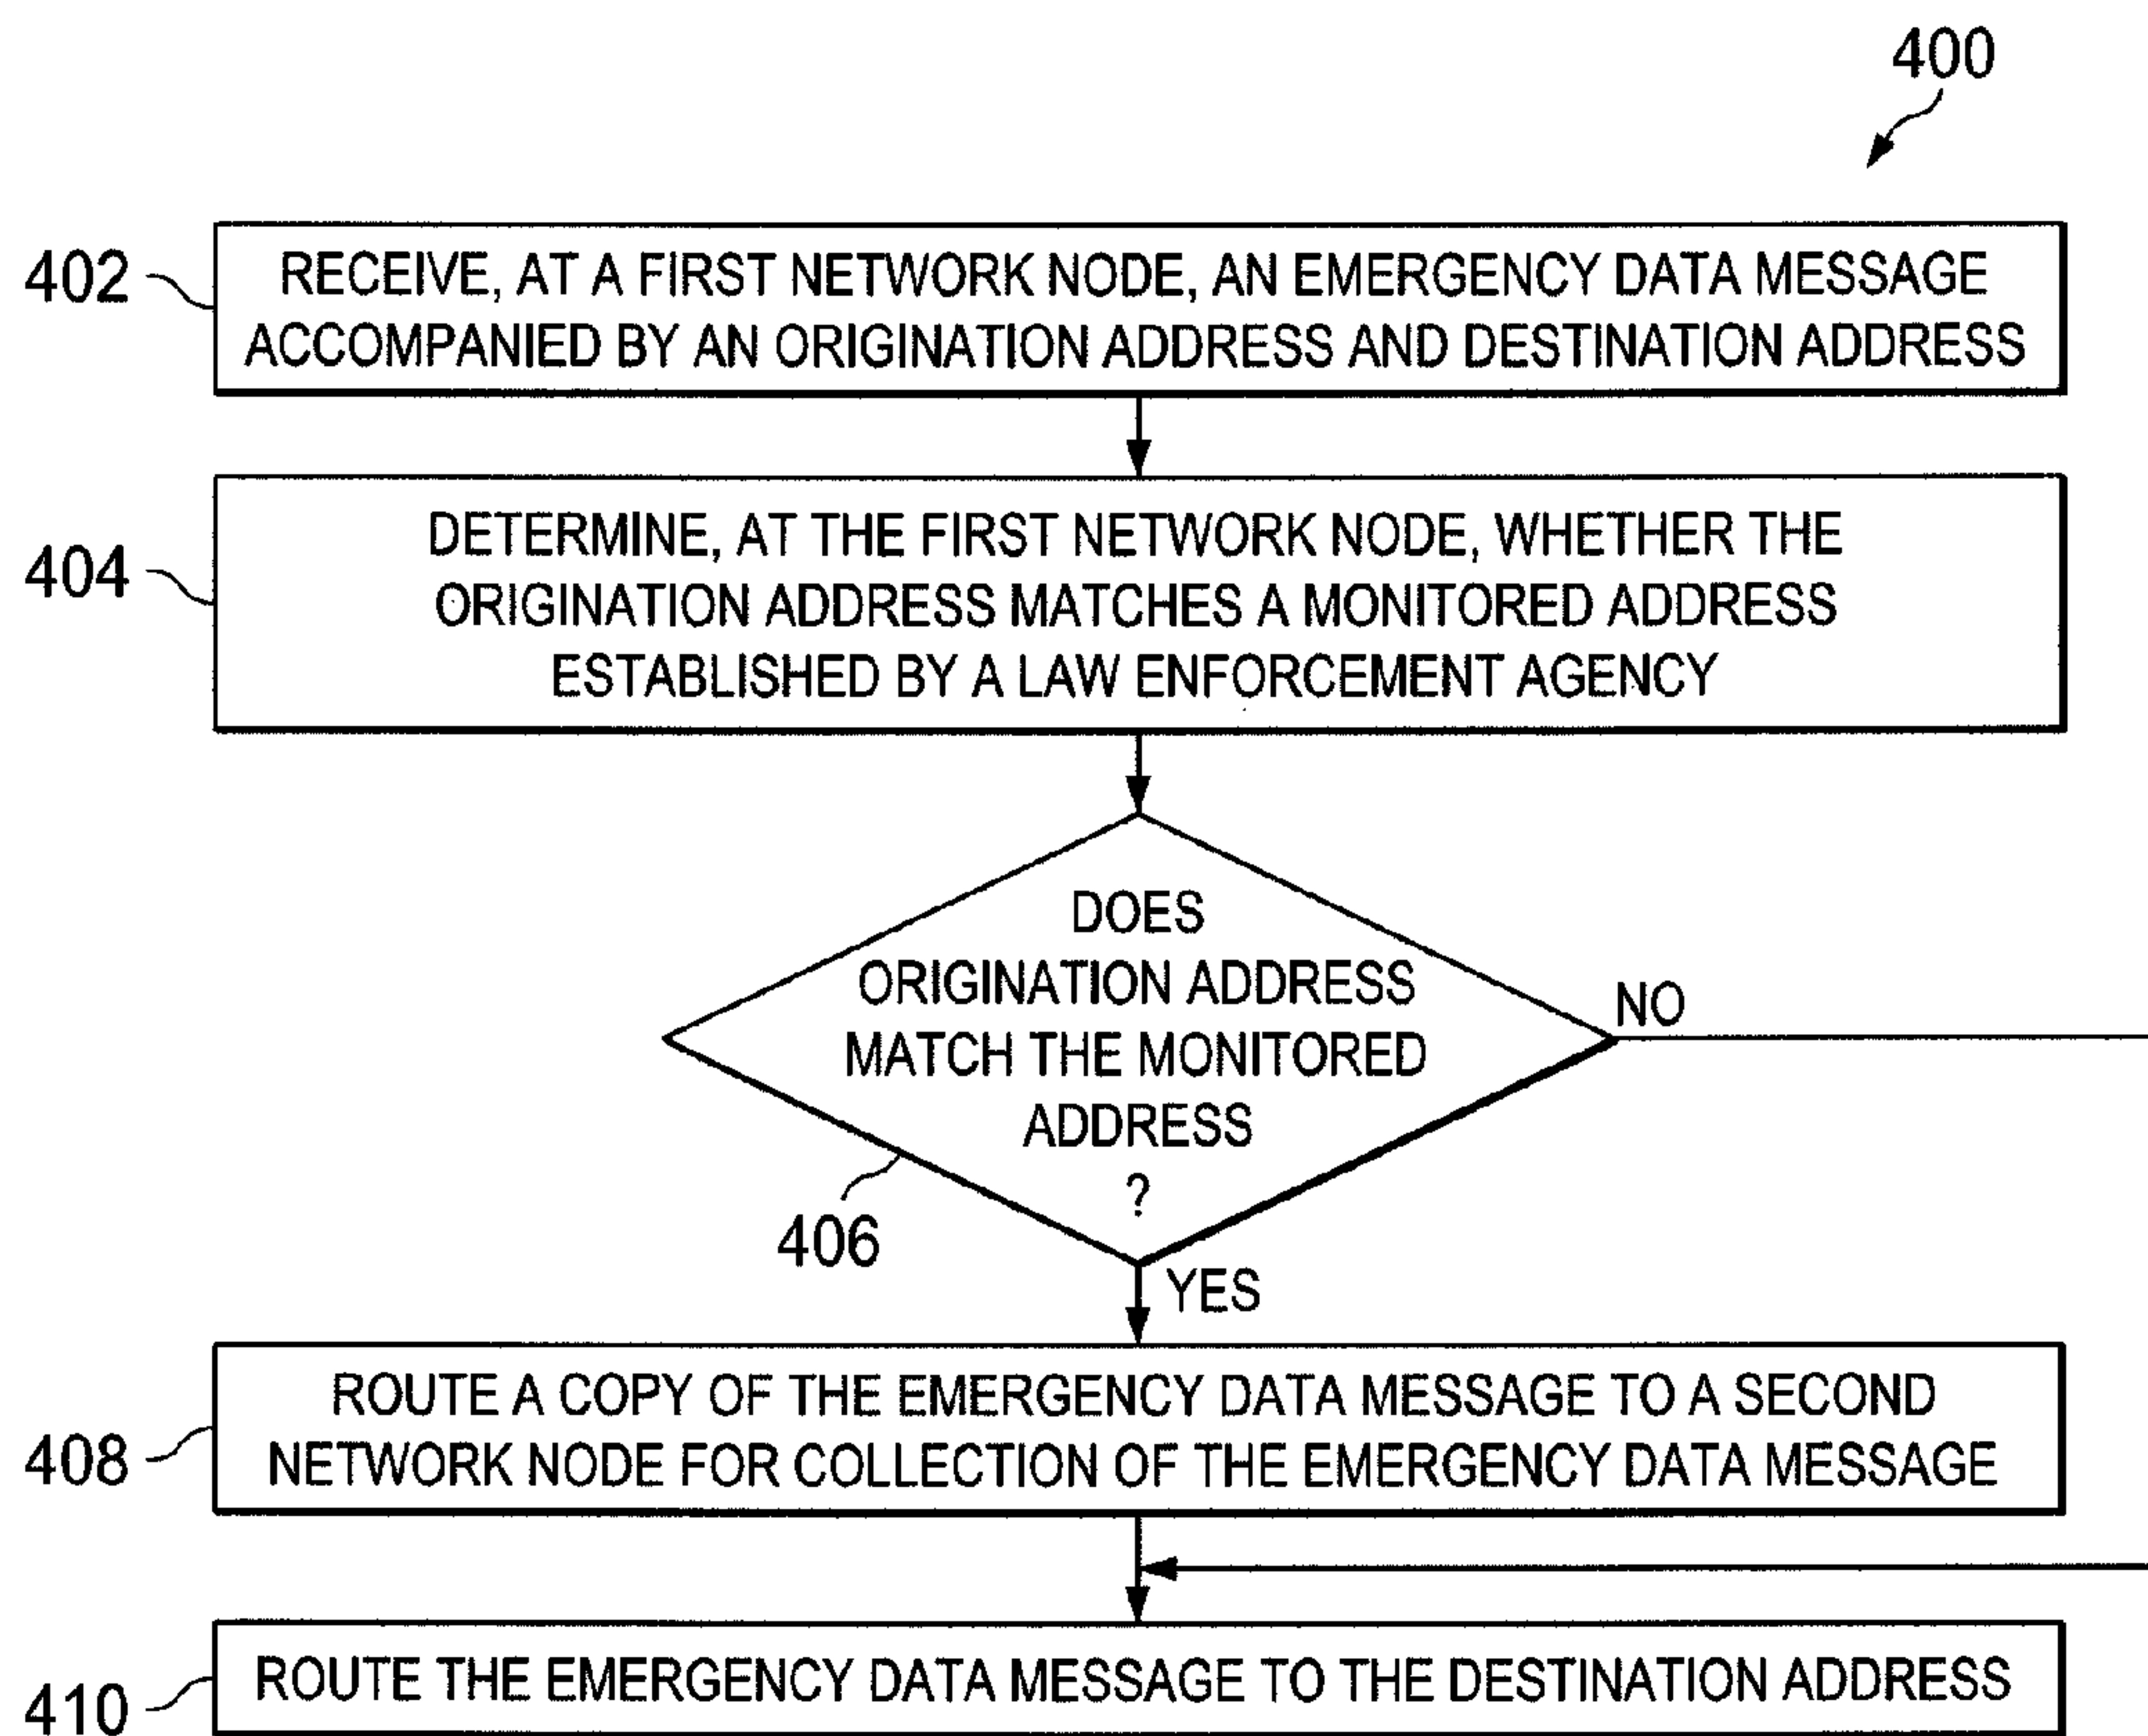 400
402
RECEIVE, AT A FIRST NETWORK NODE, AN EMERGENCY DATA MESSAGE
ACCOMPANIED BY AN ORIGINATION ADDRESS AND DESTINATION ADDRESS
404
DETERMINE, AT THE FIRST NETWORK NODE, WHETHER THE
ORIGINATION ADDRESS MATCHES A MONITORED ADDRESS
ESTABLISHED BY A LAW ENFORCEMENT AGENCY
DOES
ORIGINATION ADDRESS
MATCH THE MONITORED
ADDRESS
?
NO
406
YES
408
ROUTE A COPY OF THE EMERGENCY DATA MESSAGE TO A SECOND
NETWORK NODE FOR COLLECTION OF THE EMERGENCY DATA MESSAGE
410
ROUTE THE EMERGENCY DATA MESSAGE TO THE DESTINATION ADDRESS